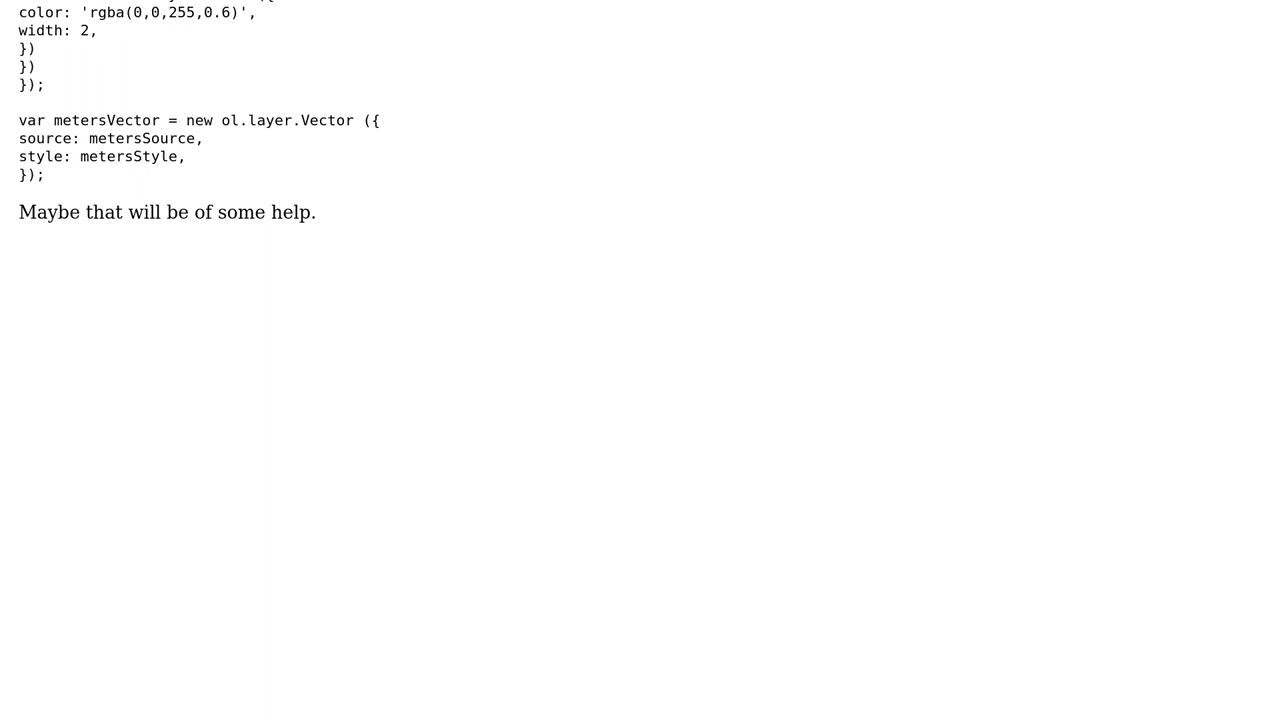 color: 'rgba(0,0,255,0.6)',
width: 2,
})
})
});
var metersVector = new ol.layer.Vector ({
source: metersSource,
style: metersStyle,
});
Maybe that will be of some help.